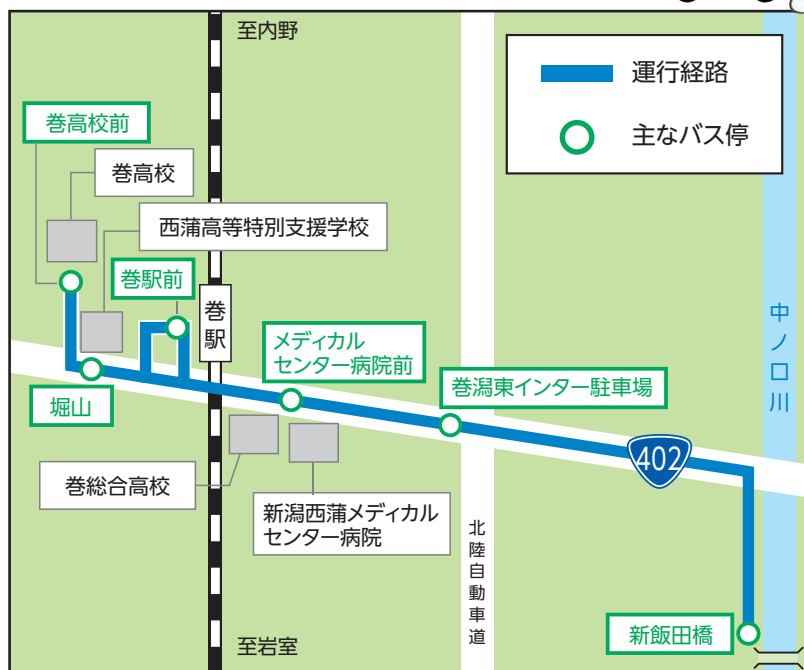 至内野
運行経路
主なバス停
巻高校前
巻高校
西蒲高等特別支援学校
巻駅前
巻駅
メディカル
センター病院前
巻潟東インター駐車場
中ノ口川
堀山
402
巻総合高校
新潟西蒲メディカル
センター病院
北陸自動車道
新飯田橋
至岩室